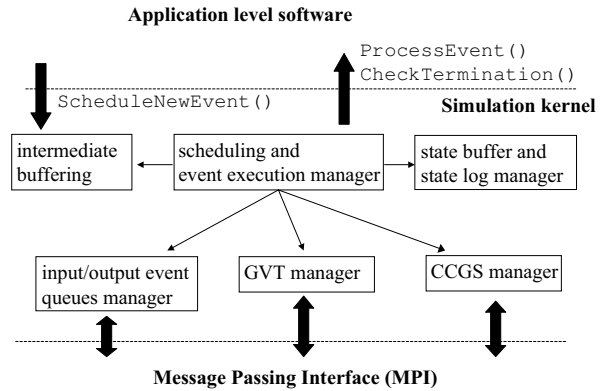 Application level software
ProcessEvent()
CheckTermination()
ScheduleNewEvent()
Simulation kernel
intermediate
buffering
scheduling and
event execution manager
state buffer and
state log manager
input/output event
queues manager
GVT manager
CCGS manager
Message Passing Interface (MPI)